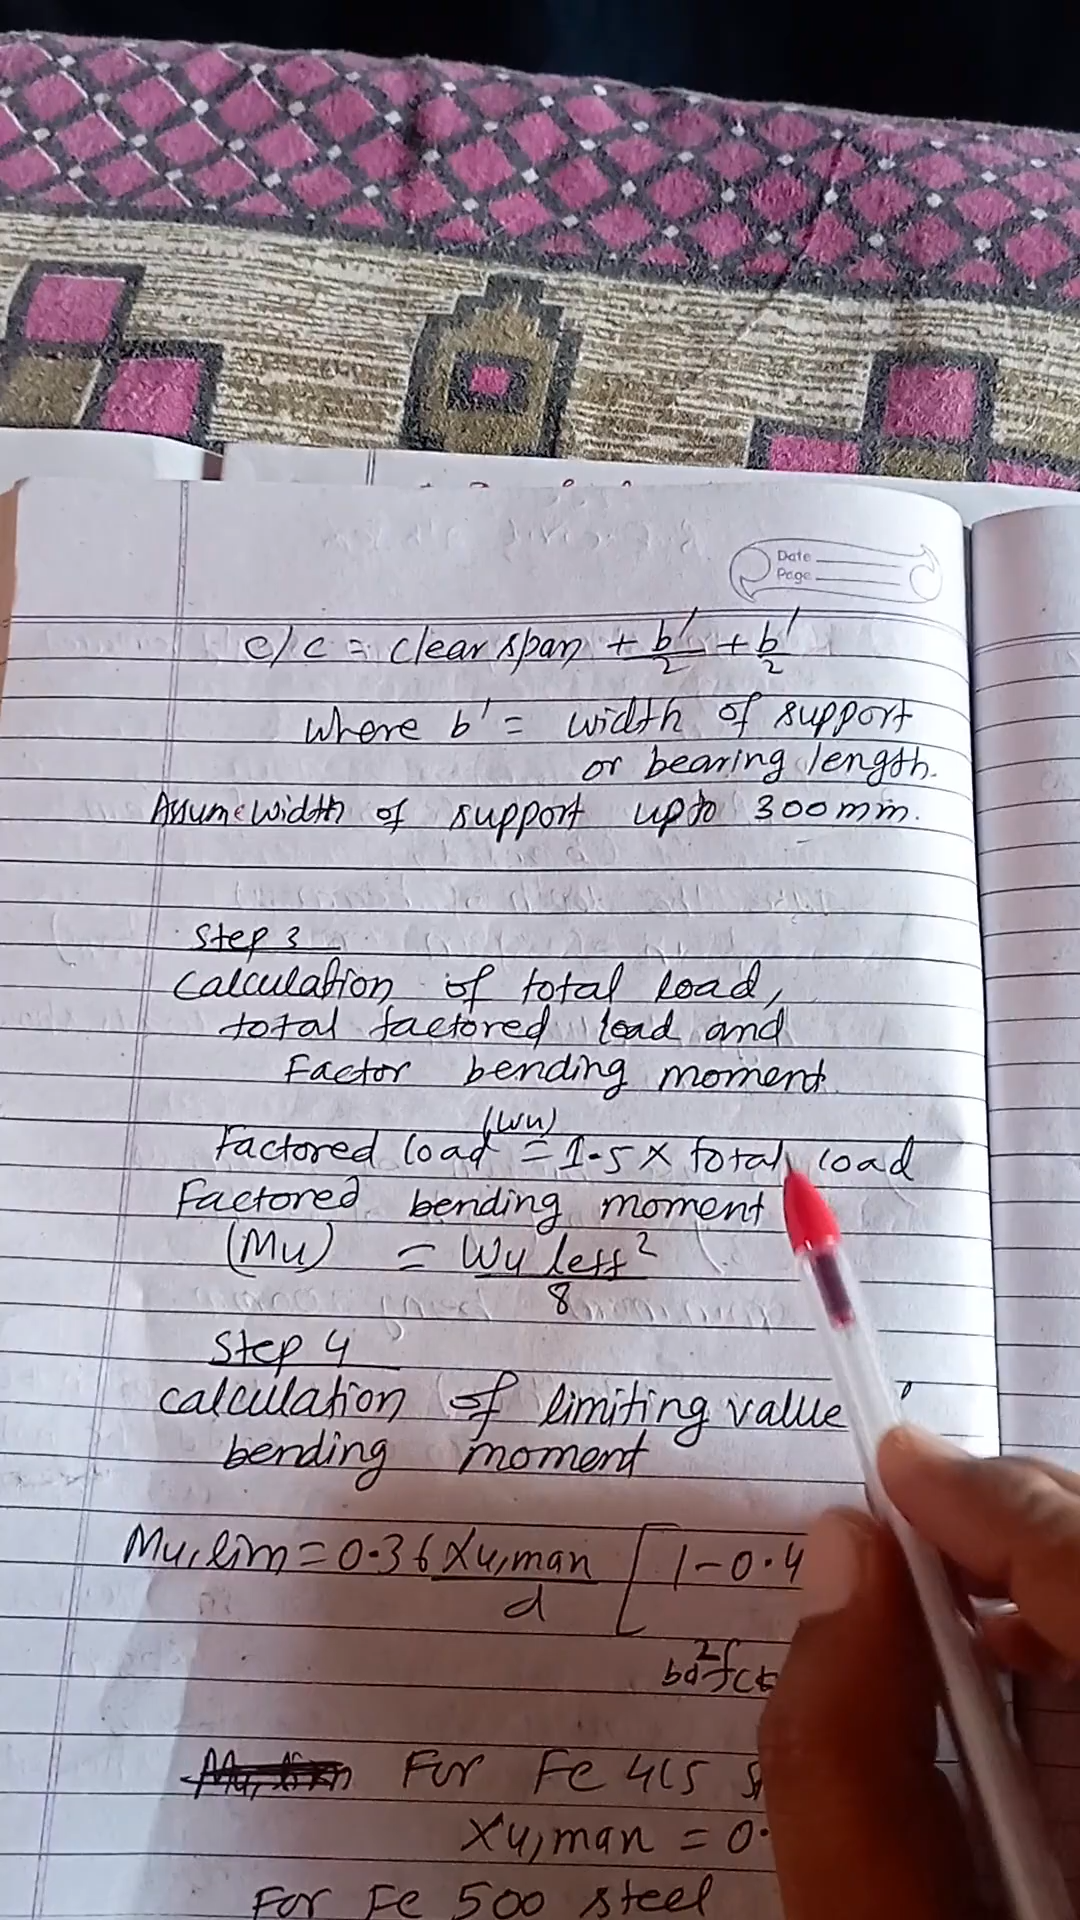 Date
Page
c/c = clear span + b'/2 + b'/2
where b' = width of support
or bearing length.
Assume width of support upto 300mm.
Step 3
calculation of total load,
total factored load and
Factor bending moment
(Wu)
Factored load = 1.5 x total load
Factored bending moment
(Mu) = Wu leff²/8
Step 4
calculation of limiting value
bending moment
Mu,lim = 0.36 Xu,man/d [1-0.4
bd²fck
For Fe 415
Xu,man = 0.
For Fe 500 steel